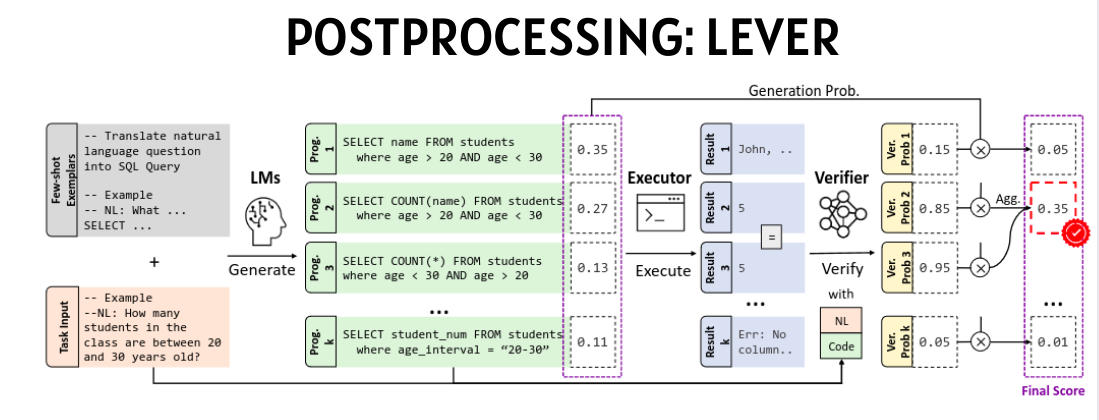 POSTPROCESSING: LEVER
Generation Prob.
Few-shot
Exemplars
-- Translate natural
language question
into SQL Query
-- Example
-- NL: What ...
SELECT ...
+
Task Input
-- Example
--NL: How many
students in the
class are between 20
and 30 years old?
LMs
Generate
Prog.
1
SELECT name FROM students
where age > 20 AND age < 30
0.35
Prog.
2
SELECT COUNT(name) FROM students
where age > 20 AND age < 30
0.27
Prog.
3
SELECT COUNT(*) FROM students
where age < 30 AND age > 20
0.13
...
Prog.
k
SELECT student_num FROM students
where age_interval = “20-30”
0.11
Executor
>_
Execute
Result
1
John, ..
Result
2
5
=
Result
3
5
...
Result
k
Err: No
column..
Verifier
Verify
with
NL
Code
Ver.
Prob 1
0.15
Ver.
Prob 2
0.85
Ver.
Prob 3
0.95
Ver.
Prob k
0.05
Agg.
0.05
0.35
...
0.01
Final Score